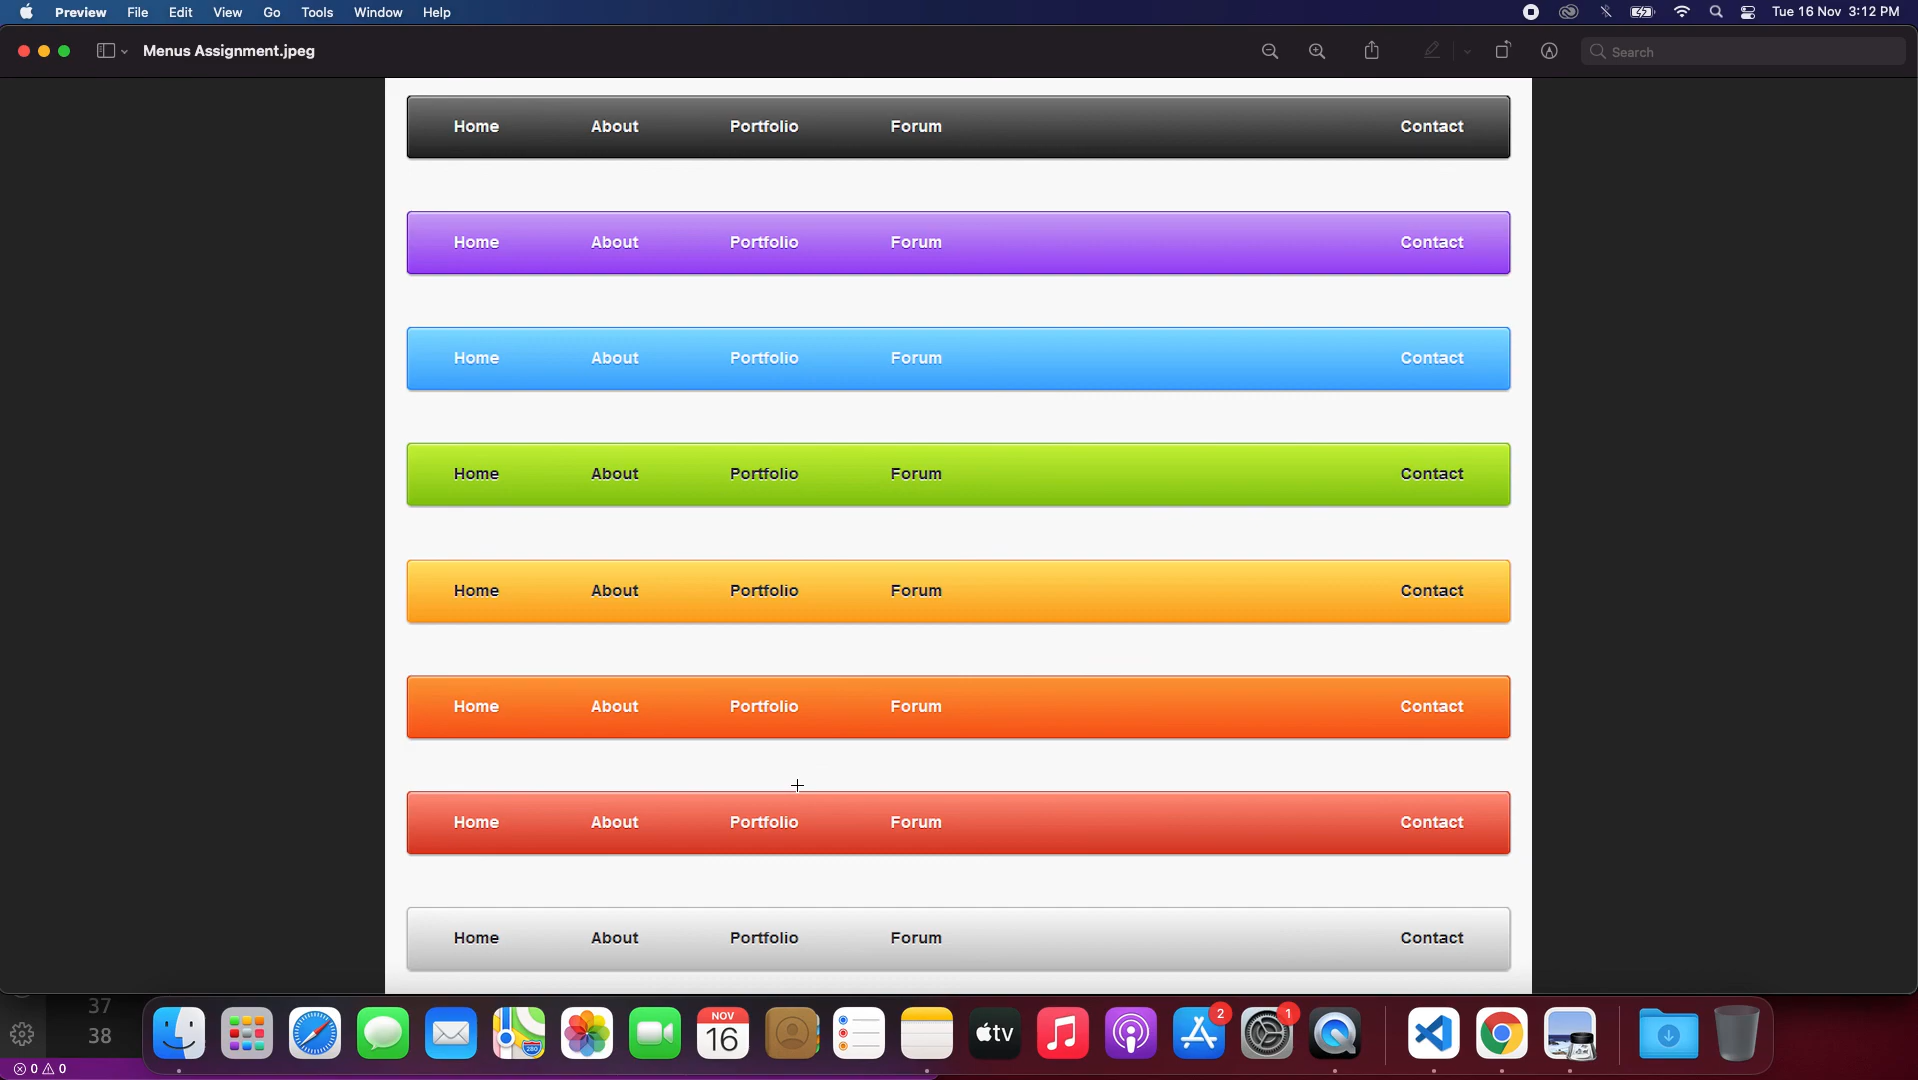 Preview File Edit View Go Tools Window Help Tue 16 Nov 3:12 PM
Menus Assignment.jpeg Search
Home About Portfolio Forum Contact
Home About Portfolio Forum Contact
Home About Portfolio Forum Contact
Home About Portfolio Forum Contact
Home About Portfolio Forum Contact
Home About Portfolio Forum Contact
Home About Portfolio Forum Contact
Home About Portfolio Forum Contact
37
38
NOV
16
280
tv
2
1
0 0